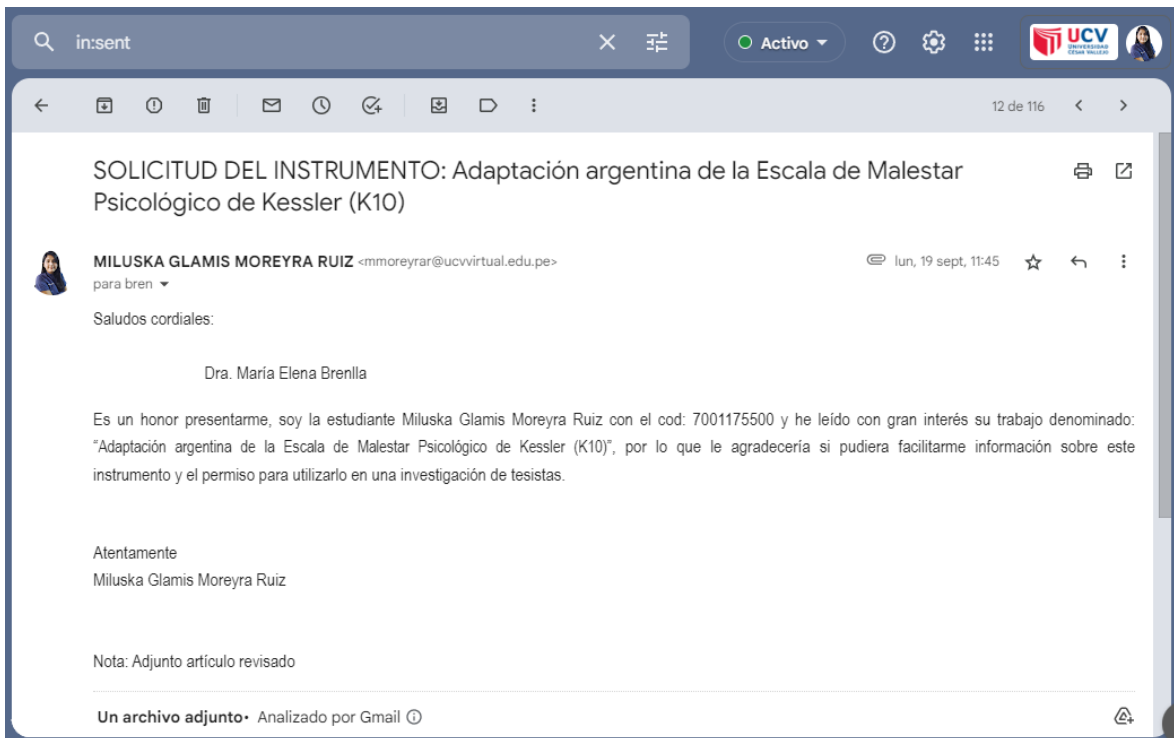 in:sent
Activo
UCV
UNIVERSIDAD
CÉSAR VALLEJO
12 de 116
SOLICITUD DEL INSTRUMENTO: Adaptación argentina de la Escala de Malestar
Psicológico de Kessler (K10)
MILUSKA GLAMIS MOREYRA RUIZ <mmoreyrar@ucvvirtual.edu.pe>
lun, 19 sept, 11:45
para bren
Saludos cordiales:
Dra. María Elena Brenlla
Es un honor presentarme, soy la estudiante Miluska Glamis Moreyra Ruiz con el cod: 7001175500 y he leído con gran interés su trabajo denominado:
“Adaptación argentina de la Escala de Malestar Psicológico de Kessler (K10)”, por lo que le agradecería si pudiera facilitarme información sobre este
instrumento y el permiso para utilizarlo en una investigación de tesistas.
Atentamente
Miluska Glamis Moreyra Ruiz
Nota: Adjunto artículo revisado
Un archivo adjunto• Analizado por Gmail